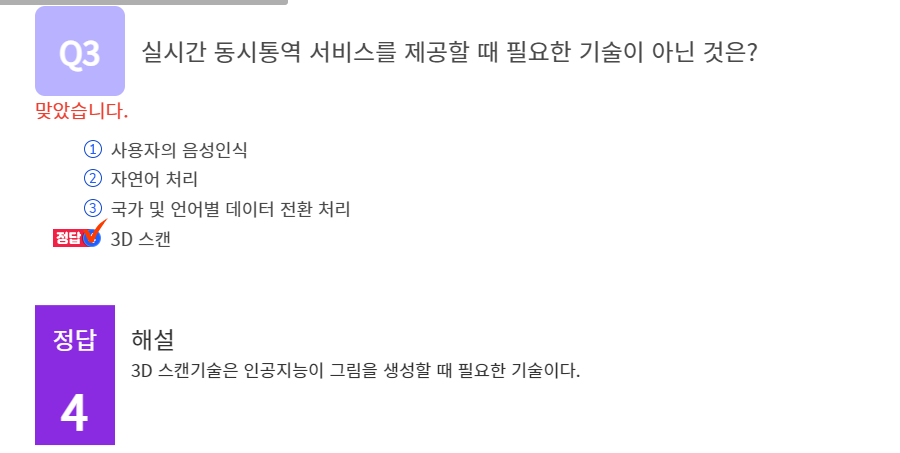 Q3
실시간 동시통역 서비스를 제공할 때 필요한 기술이 아닌 것은?
맞았습니다.
① 사용자의 음성인식
② 자연어 처리
③ 국가 및 언어별 데이터 전환 처리
정답 3D 스캔
정답
4
해설
3D 스캔기술은 인공지능이 그림을 생성할 때 필요한 기술이다.